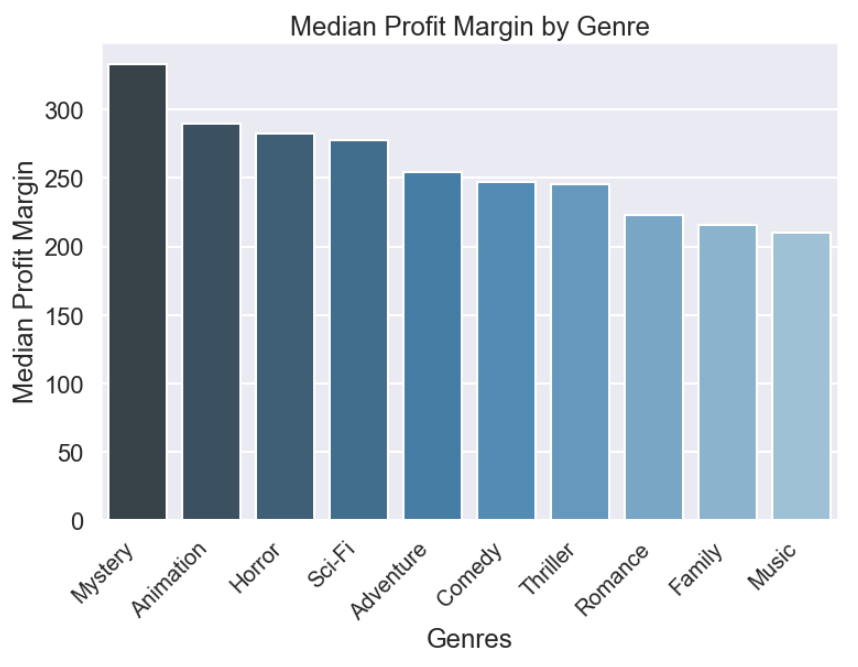 Median Profit Margin by Genre
Median Profit Margin
300
250
200
150
100
50
0
Mystery
Animation
Horror
Sci-Fi
Adventure
Comedy
Thriller
Romance
Family
Music
Genres